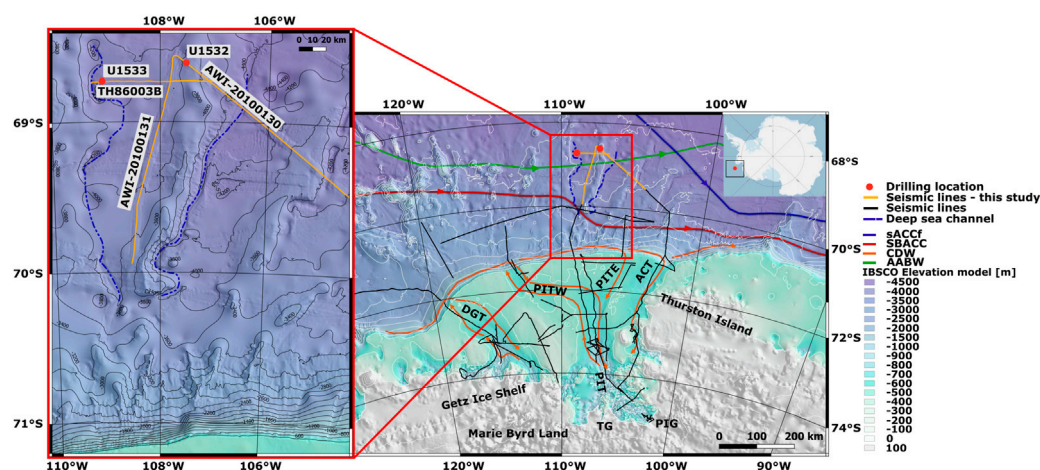 108°W
106°W
0 10 20 km
U1532
U1533
TH86003B
AWI-20100130
AWI-20100131
69°S
70°S
71°S
110°W
108°W
106°W
120°W
110°W
100°W
68°S
70°S
72°S
74°S
120°W
110°W
100°W
90°W
PITE
ACT
PITW
DGT
Thurston Island
PIT
Getz Ice Shelf
Marie Byrd Land
TG
PIG
0 100 200 km
Drilling location
Seismic lines - this study
Seismic lines
Deep sea channel
sACCf
SBACC
CDW
AABW
IBSCO Elevation model [m]
-4500
-4000
-3500
-3000
-2500
-2000
-1500
-1000
-900
-800
-700
-600
-500
-400
-300
-200
-100
0
100